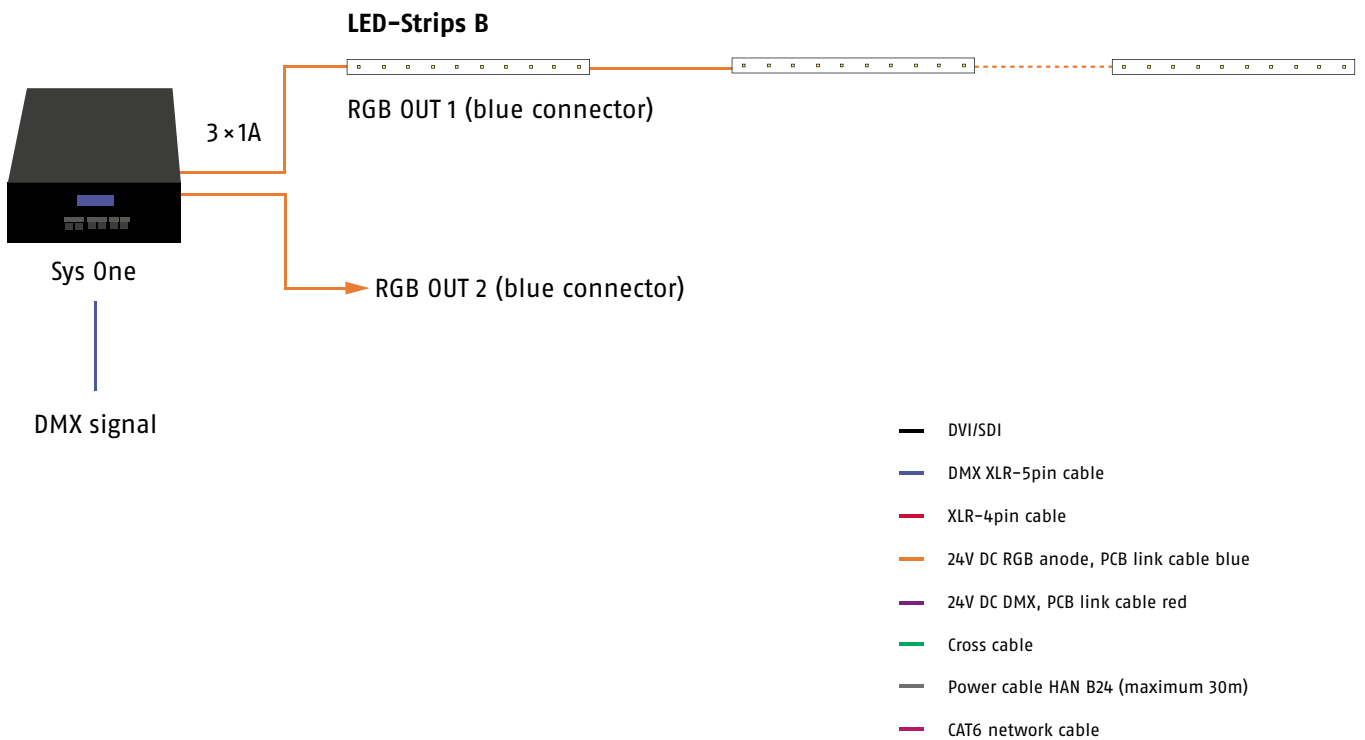 LED-Strips B
RGB OUT 1 (blue connector)
3 × 1A
Sys One
RGB OUT 2 (blue connector)
DMX signal
DVI/SDI
DMX XLR-5pin cable
XLR-4pin cable
24V DC RGB anode, PCB link cable blue
24V DC DMX, PCB link cable red
Cross cable
Power cable HAN B24 (maximum 30m)
CAT6 network cable